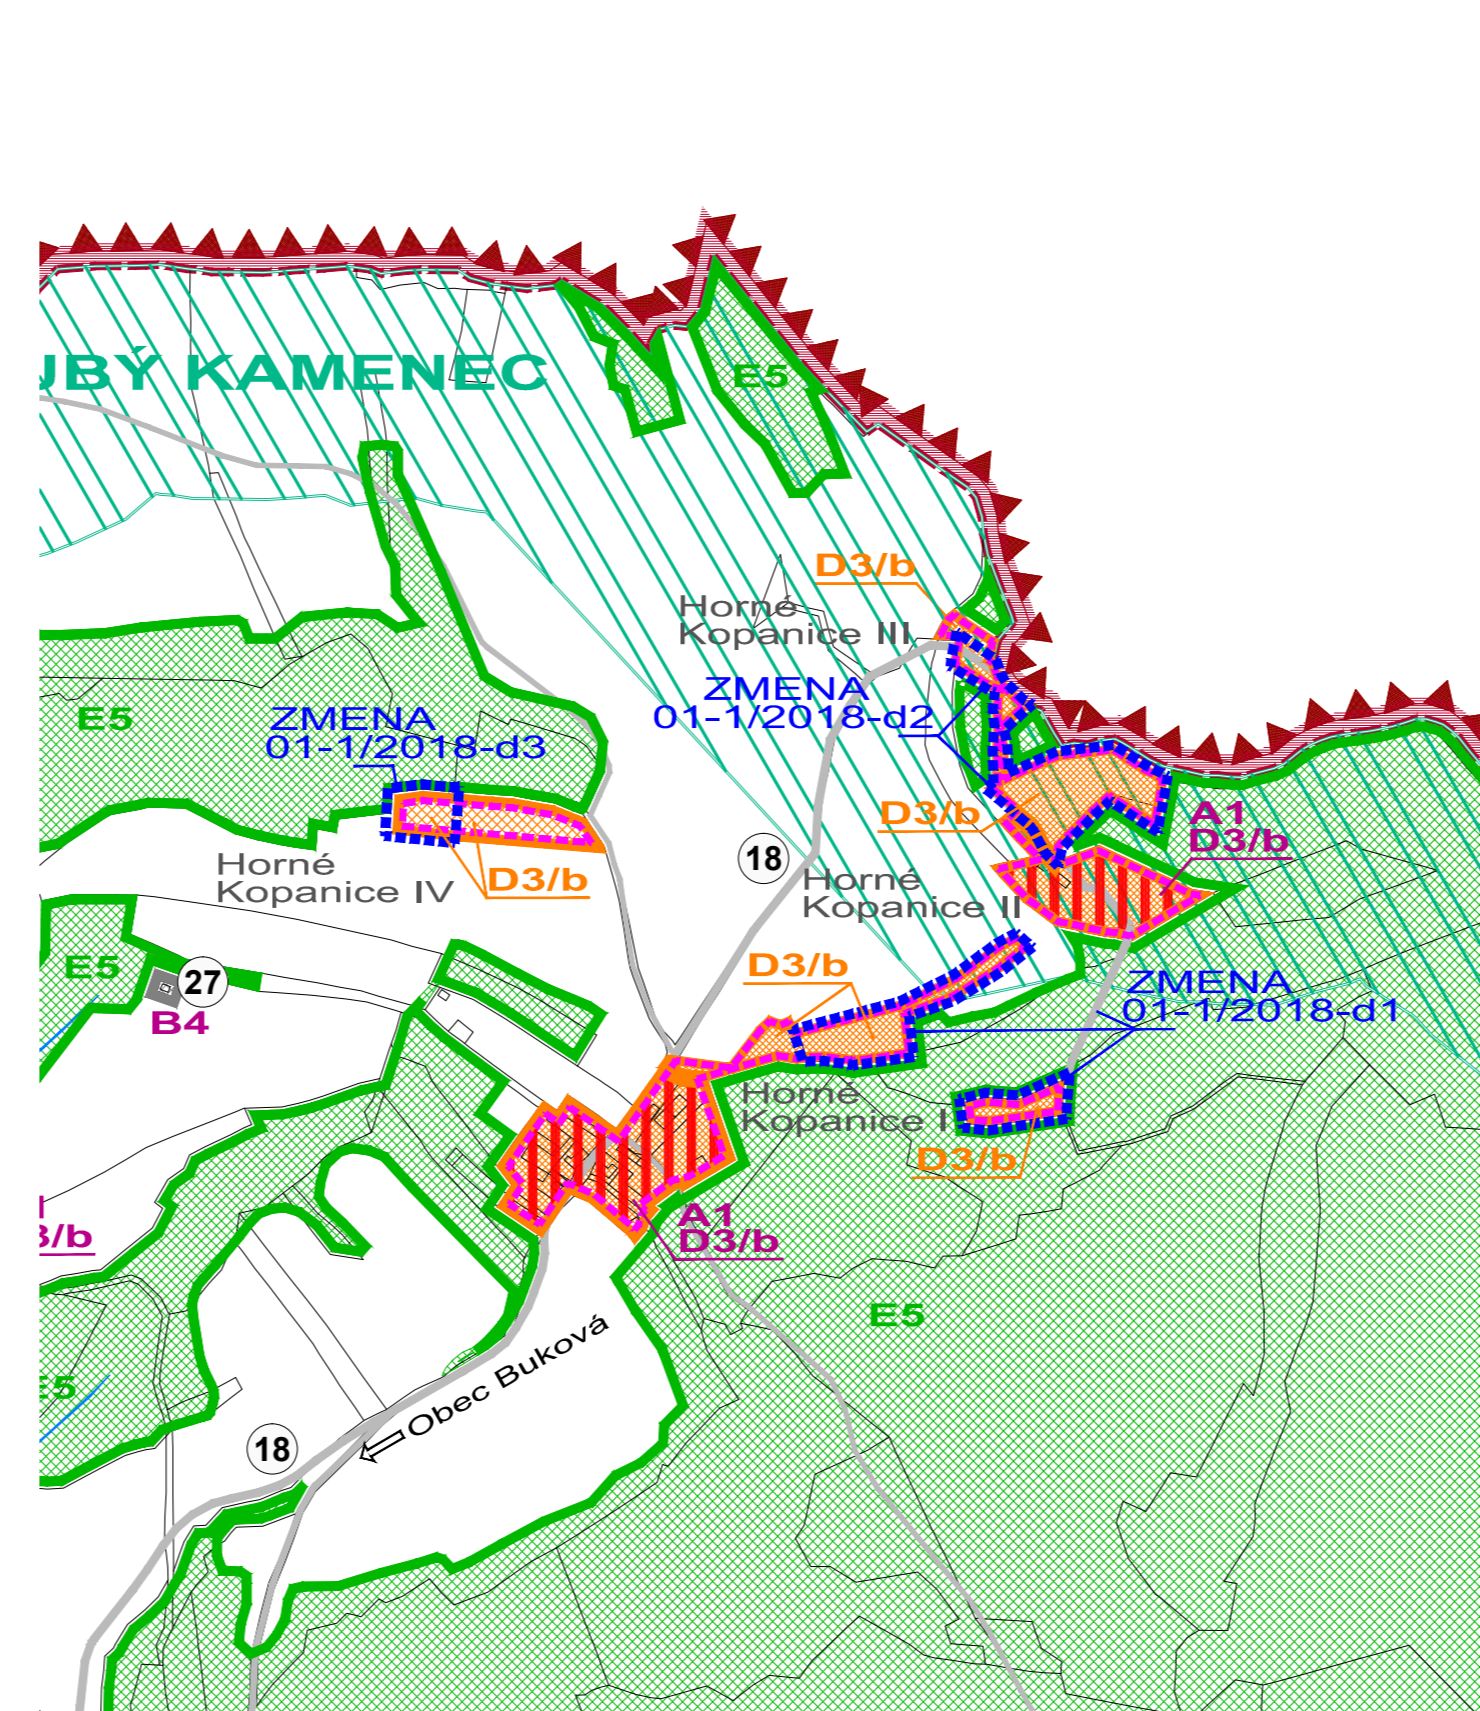 JBÝ KAMENEC
E5
D3/b
Horné
Kopanice III
ZMENA
01-1/2018-d2
E5
ZMENA
01-1/2018-d3
D3/b
A1
D3/b
18
Horné
Kopanice IV
D3/b
Horné
Kopanice II
E5
27
B4
D3/b
ZMENA
01-1/2018-d1
Horné
Kopanice I
D3/b
A1
D3/b
3/b
E5
Obec Buková
E5
18